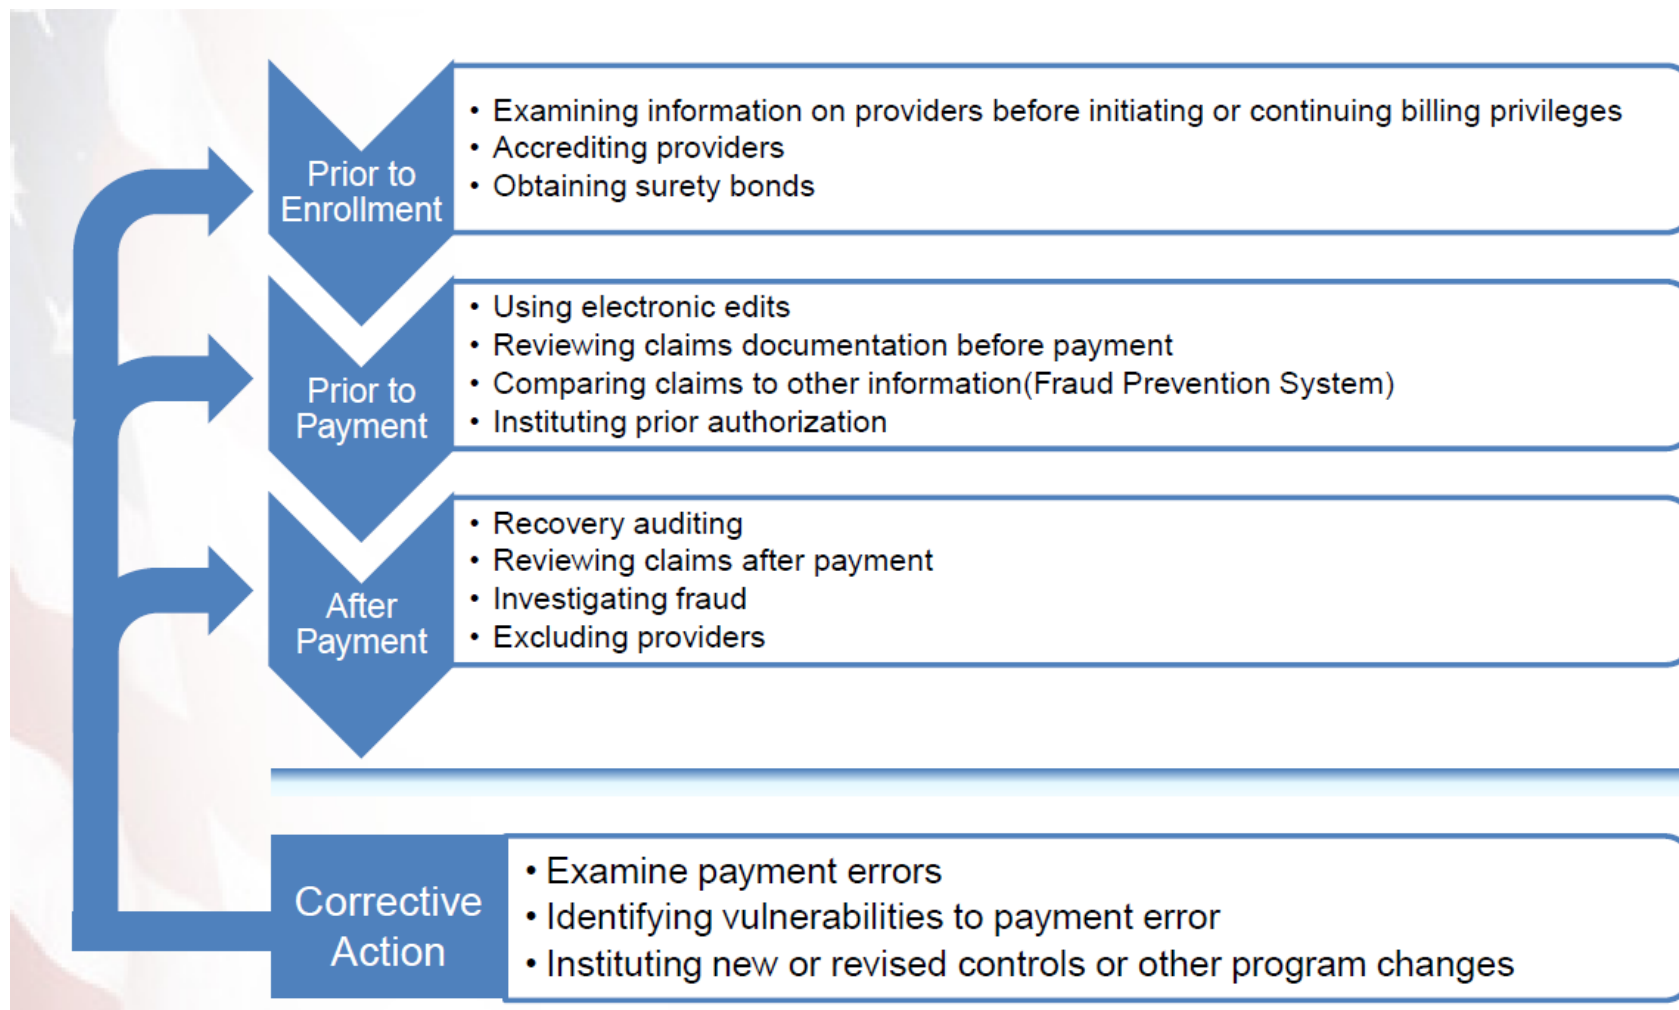 Prior to
Enrollment
• Examining information on providers before initiating or continuing billing privileges
• Accrediting providers
• Obtaining surety bonds
Prior to
Payment
• Using electronic edits
• Reviewing claims documentation before payment
• Comparing claims to other information(Fraud Prevention System)
• Instituting prior authorization
After
Payment
• Recovery auditing
• Reviewing claims after payment
• Investigating fraud
• Excluding providers
Corrective
Action
• Examine payment errors
• Identifying vulnerabilities to payment error
• Instituting new or revised controls or other program changes